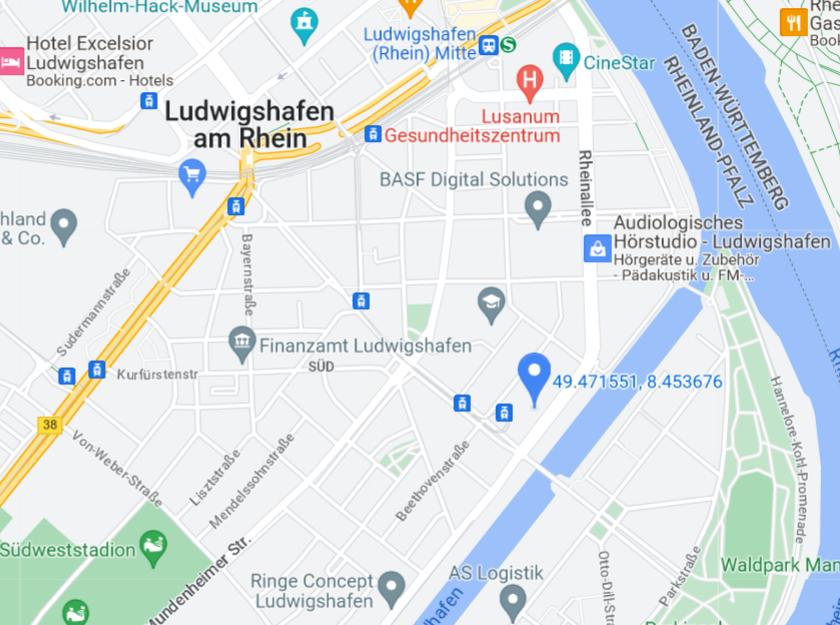 Wilhelm-Hack-Museum
Hotel Excelsior
Ludwigshafen
Booking.com - Hotels
Ludwigshafen
(Rhein) Mitte
S
CineStar
H
Lusanum
Gesundheitszentrum
Ludwigshafen
am Rhein
BADEN-WÜRTTEMBERG
RHEINLAND-PFALZ
Rheinallee
BASF Digital Solutions
hland
& Co.
Audiologisches
Hörstudio - Ludwigshafen
Hörgeräte u. Zubehör
- Pädakustik u. FM-...
Bayernstraße
Sudermannstraße
Finanzamt Ludwigshafen
SÜD
Kurfürstenstr
49.471551, 8.453676
38
Von-Weber-Straße
Lisztstraße
Mendelssohnstraße
Beethovenstraße
Hannelore-Kohl-Promenade
Südweststadion
Mundenheimer Str.
Ringe Concept
Ludwigshafen
AS Logistik
lhafen
Otto-Dill-Stra
Parkstraße
Waldpark Man